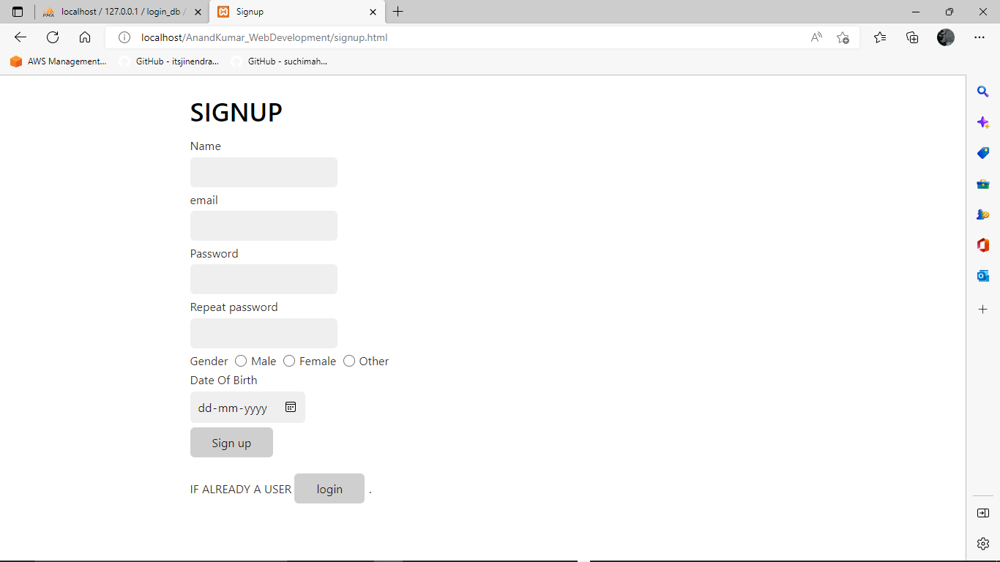 PMA localhost / 127.0.0.1 / login_db /
Signup
localhost/AnandKumar_WebDevelopment/signup.html
AWS Management... GitHub - itsjinendra... GitHub - suchimah...
SIGNUP
Name
email
Password
Repeat password
Gender Male Female Other
Date Of Birth
dd-mm-yyyy
Sign up
IF ALREADY A USER login .